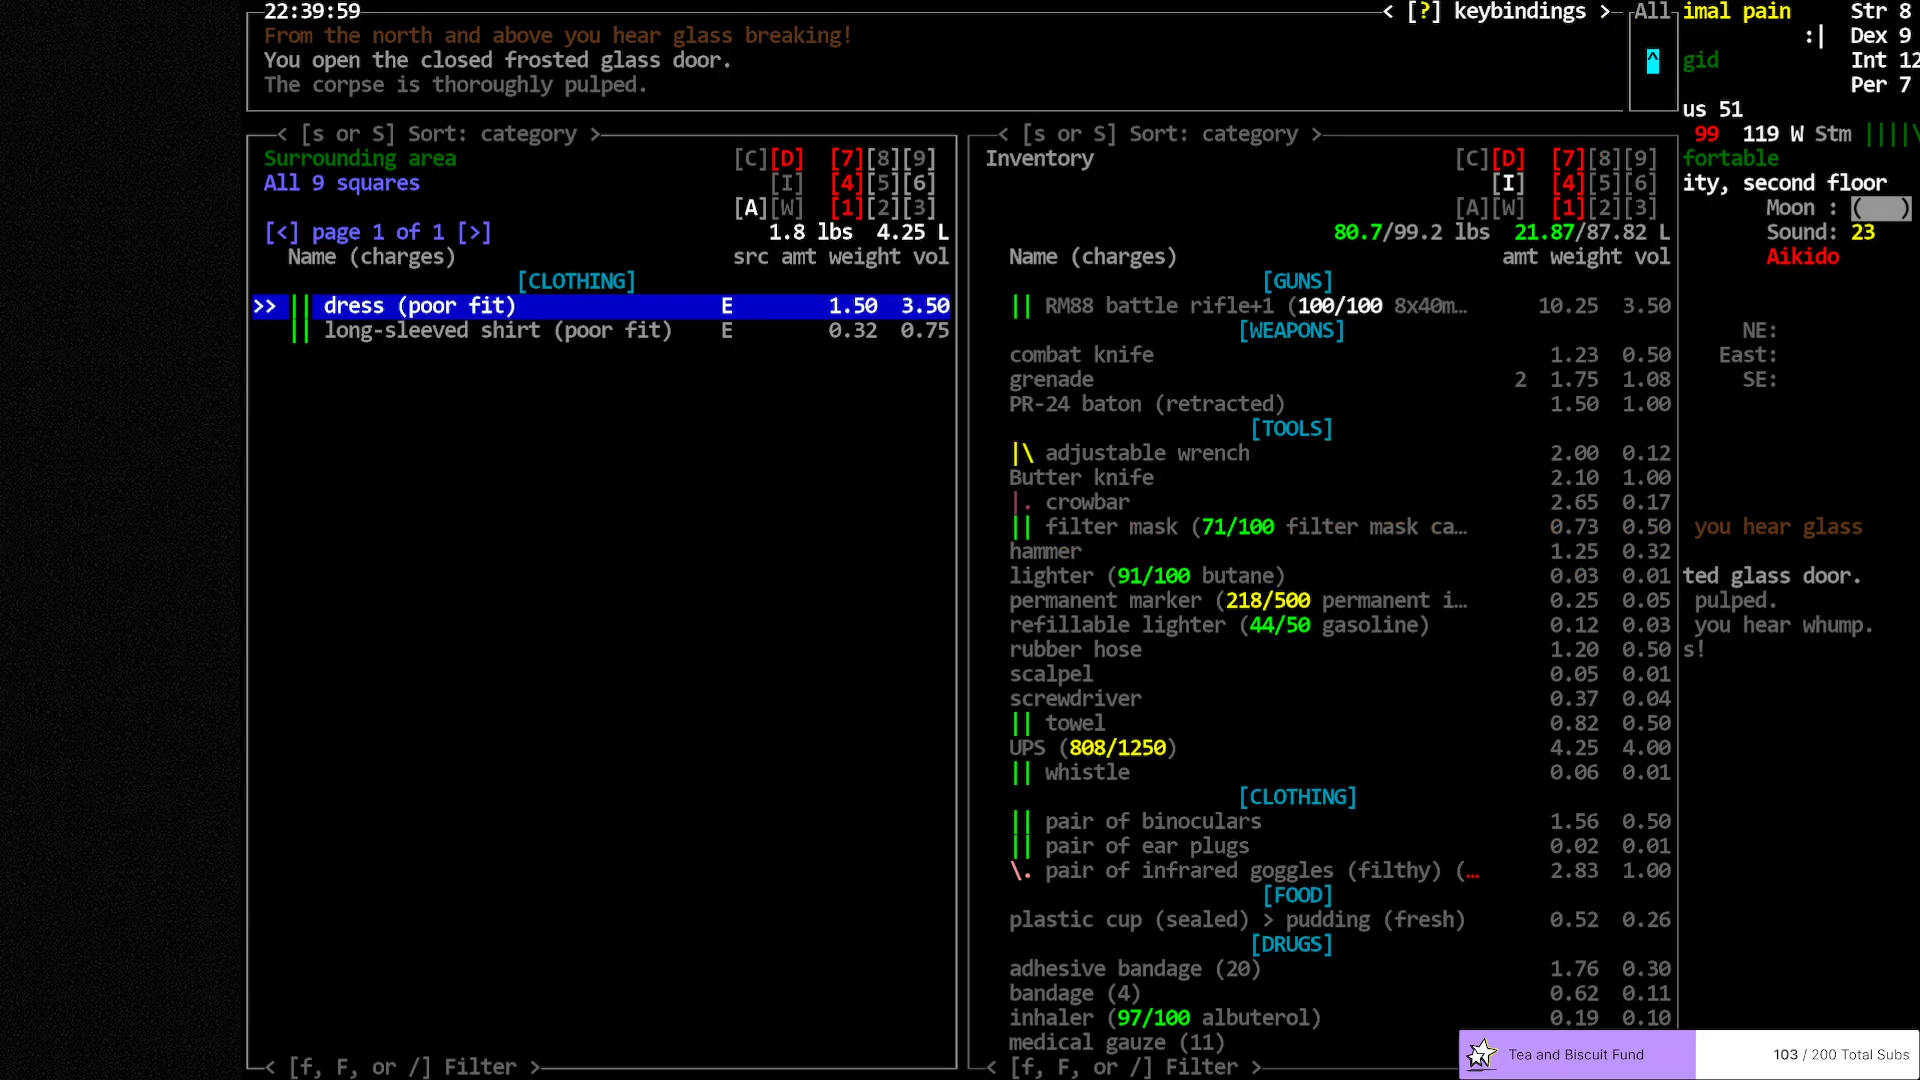 22:39:59 < [?] keybindings > All imal pain Str 8
From the north and above you hear glass breaking! :| Dex 9
You open the closed frosted glass door. ^ gid Int 12
The corpse is thoroughly pulped. Per 7
us 51
< [s or S] Sort: category > < [s or S] Sort: category > 99 119 W Stm ||||\
Surrounding area [C][D] [7][8][9] Inventory [C][D] [7][8][9] fortable
All 9 squares [I] [4][5][6] [I] [4][5][6] ity, second floor
[A][W] [1][2][3] [A][W] [1][2][3] Moon : ( )
[<] page 1 of 1 [>] 1.8 lbs 4.25 L 80.7/99.2 lbs 21.87/87.82 L Sound: 23
Name (charges) src amt weight vol Name (charges) amt weight vol Aikido
[CLOTHING] [GUNS]
>> || dress (poor fit) E 1.50 3.50 || RM88 battle rifle+1 (100/100 8x40m… 10.25 3.50
|| long-sleeved shirt (poor fit) E 0.32 0.75 [WEAPONS] NE:
combat knife 1.23 0.50 East:
grenade 2 1.75 1.08 SE:
PR-24 baton (retracted) 1.50 1.00
[TOOLS]
|\ adjustable wrench 2.00 0.12
Butter knife 2.10 1.00
|. crowbar 2.65 0.17
|| filter mask (71/100 filter mask ca… 0.73 0.50 you hear glass
hammer 1.25 0.32
lighter (91/100 butane) 0.03 0.01 ted glass door.
permanent marker (218/500 permanent i… 0.25 0.05 pulped.
refillable lighter (44/50 gasoline) 0.12 0.03 you hear whump.
rubber hose 1.20 0.50 s!
scalpel 0.05 0.01
screwdriver 0.37 0.04
|| towel 0.82 0.50
UPS (808/1250) 4.25 4.00
|| whistle 0.06 0.01
[CLOTHING]
|| pair of binoculars 1.56 0.50
|| pair of ear plugs 0.02 0.01
\. pair of infrared goggles (filthy) (… 2.83 1.00
[FOOD]
plastic cup (sealed) > pudding (fresh) 0.52 0.26
[DRUGS]
adhesive bandage (20) 1.76 0.30
bandage (4) 0.62 0.11
inhaler (97/100 albuterol) 0.19 0.10
medical gauze (11)
Tea and Biscuit Fund 103 / 200 Total Subs
< [f, F, or /] Filter > < [f, F, or /] Filter >